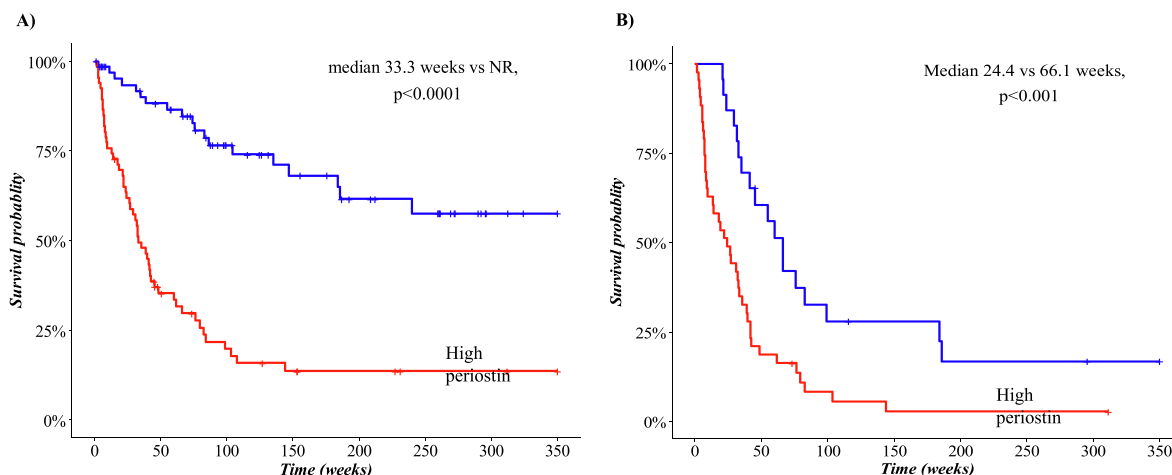 A)
median 33.3 weeks vs NR,
p<0.0001
100%
75%
50%
25%
0%
Survival probablity
High
periostin
0 50 100 150 200 250 300 350
Time (weeks)
B)
Median 24.4 vs 66.1 weeks,
p<0.001
100%
75%
50%
25%
0%
Survival probablity
High
periostin
0 50 100 150 200 250 300 350
Time (weeks)